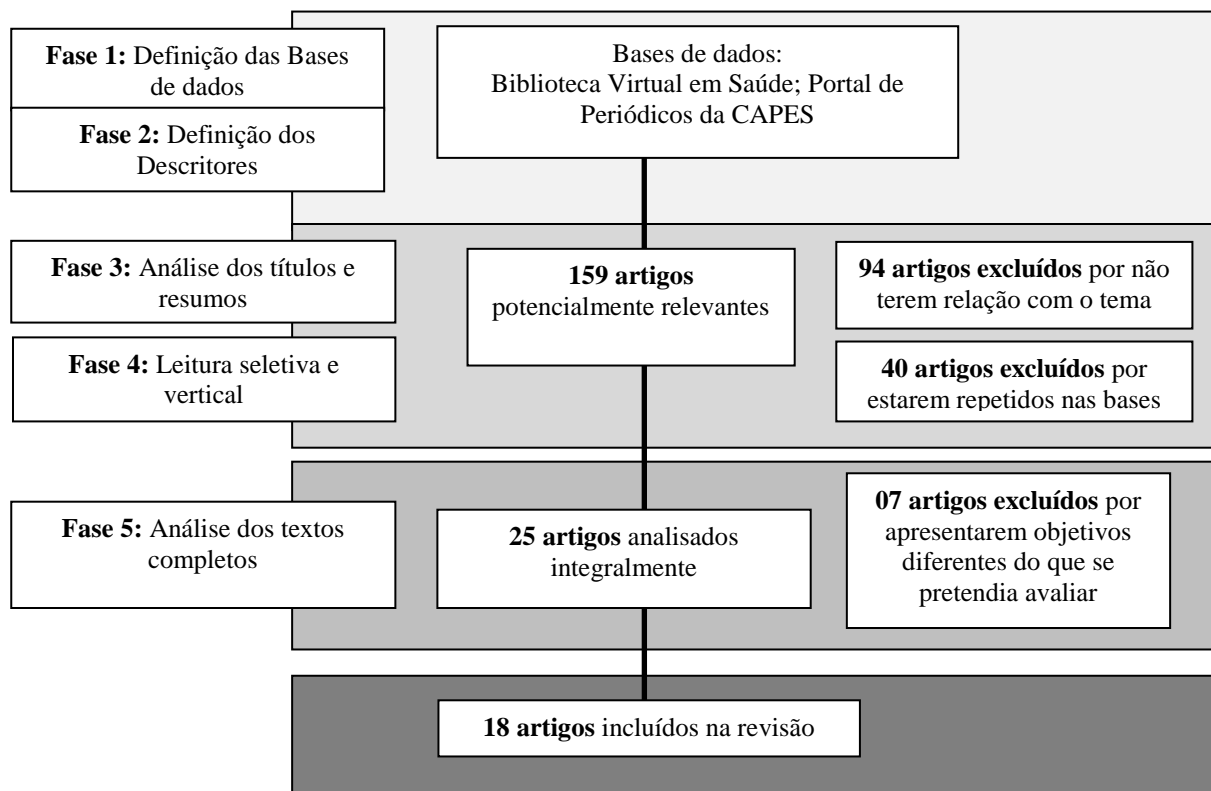 Fase 1: Definição das Bases
de dados
Fase 2: Definição dos
Descritores
Bases de dados:
Biblioteca Virtual em Saúde; Portal de
Periódicos da CAPES
Fase 3: Análise dos títulos e
resumos
Fase 4: Leitura seletiva e
vertical
159 artigos
potencialmente relevantes
94 artigos excluídos por não
terem relação com o tema
40 artigos excluídos por
estarem repetidos nas bases
Fase 5: Análise dos textos
completos
25 artigos analisados
integralmente
07 artigos excluídos por
apresentarem objetivos
diferentes do que se
pretendia avaliar
18 artigos incluídos na revisão